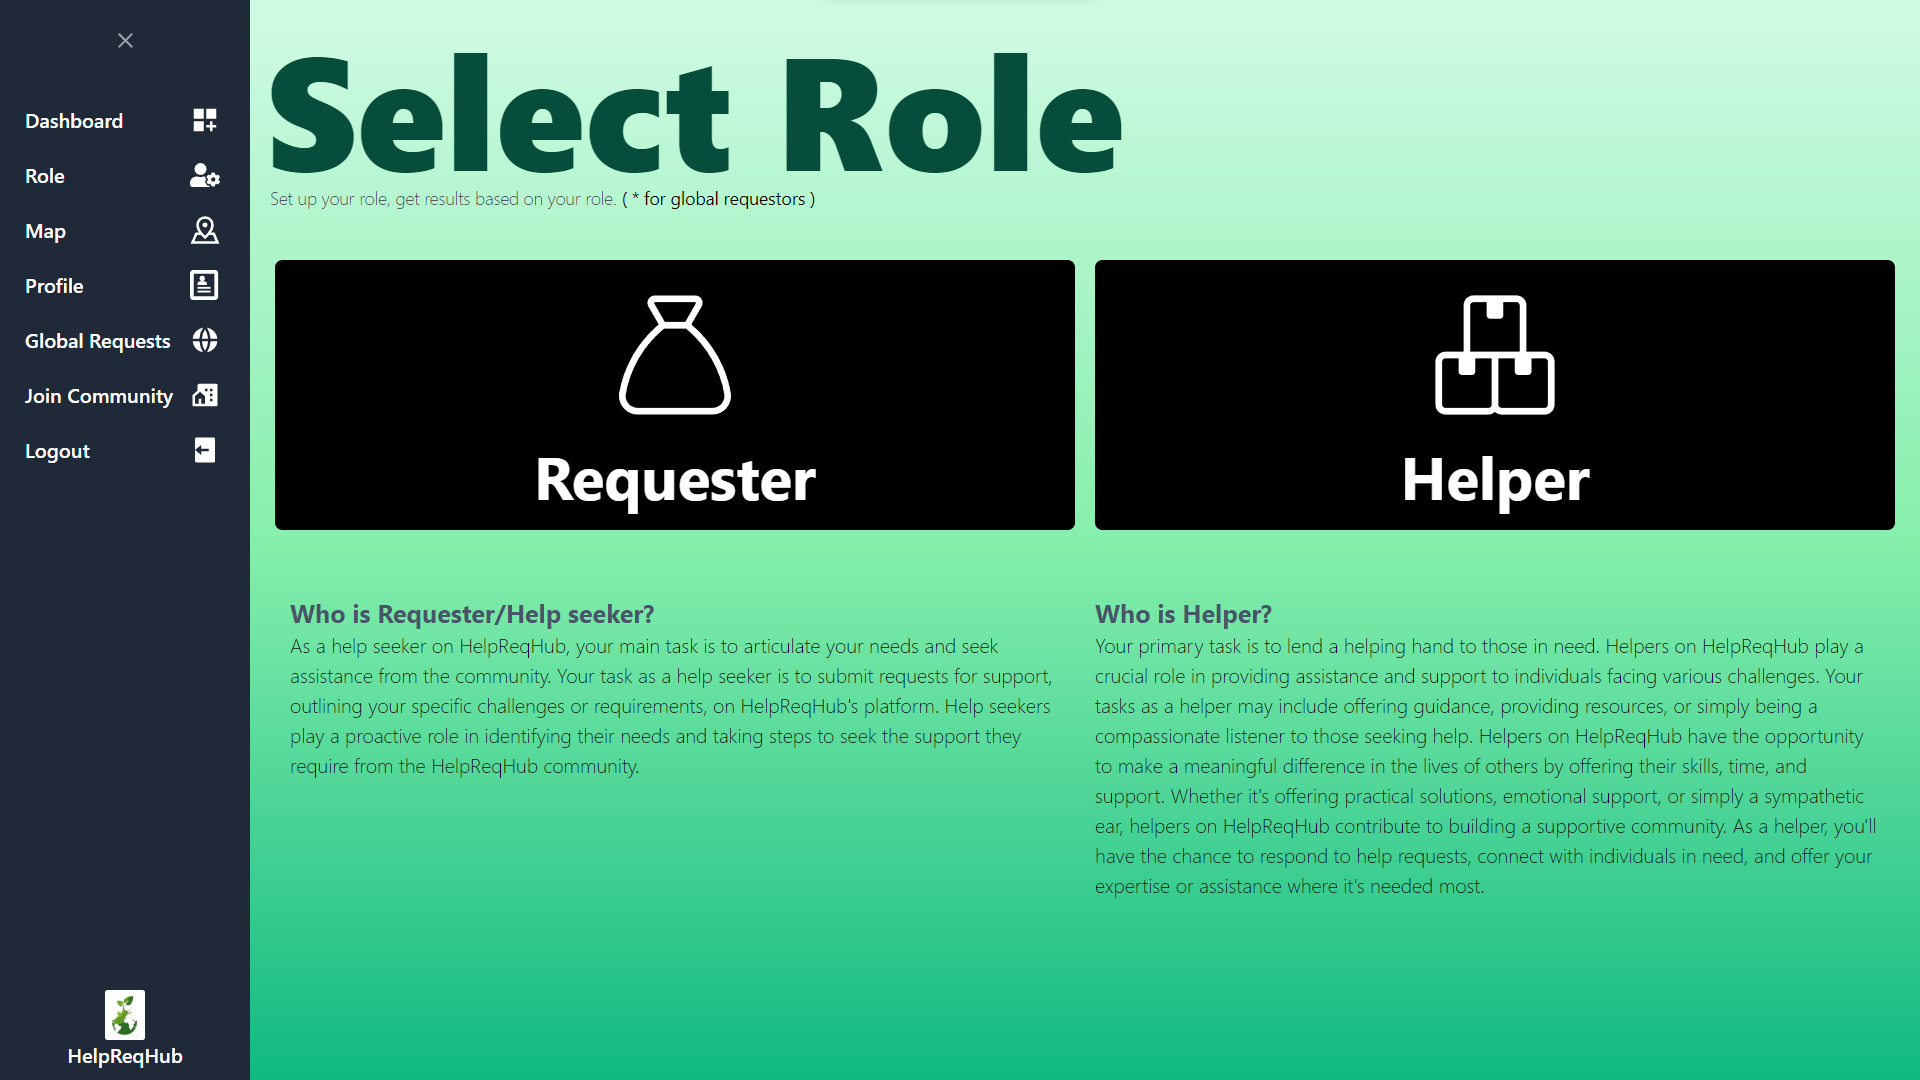 Dashboard
Role
Map
Profile
Global Requests
Join Community
Logout
HelpReqHub
Select Role
Set up your role, get results based on your role. ( * for global requestors )
Requester
Helper
Who is Requester/Help seeker?
As a help seeker on HelpReqHub, your main task is to articulate your needs and seek
assistance from the community. Your task as a help seeker is to submit requests for support,
outlining your specific challenges or requirements, on HelpReqHub's platform. Help seekers
play a proactive role in identifying their needs and taking steps to seek the support they
require from the HelpReqHub community.
Who is Helper?
Your primary task is to lend a helping hand to those in need. Helpers on HelpReqHub play a
crucial role in providing assistance and support to individuals facing various challenges. Your
tasks as a helper may include offering guidance, providing resources, or simply being a
compassionate listener to those seeking help. Helpers on HelpReqHub have the opportunity
to make a meaningful difference in the lives of others by offering their skills, time, and
support. Whether it's offering practical solutions, emotional support, or simply a sympathetic
ear, helpers on HelpReqHub contribute to building a supportive community. As a helper, you'll
have the chance to respond to help requests, connect with individuals in need, and offer your
expertise or assistance where it's needed most.